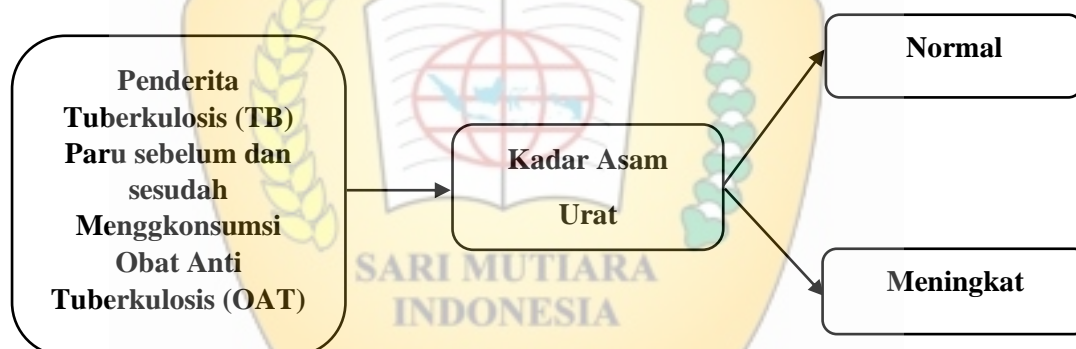 Penderita
Tuberkulosis (TB)
Paru sebelum dan
sesudah
Menggkonsumsi
Obat Anti
Tuberkulosis (OAT)
Kadar Asam
Urat
Normal
Meningkat
SARI MUTIARA
INDONESIA